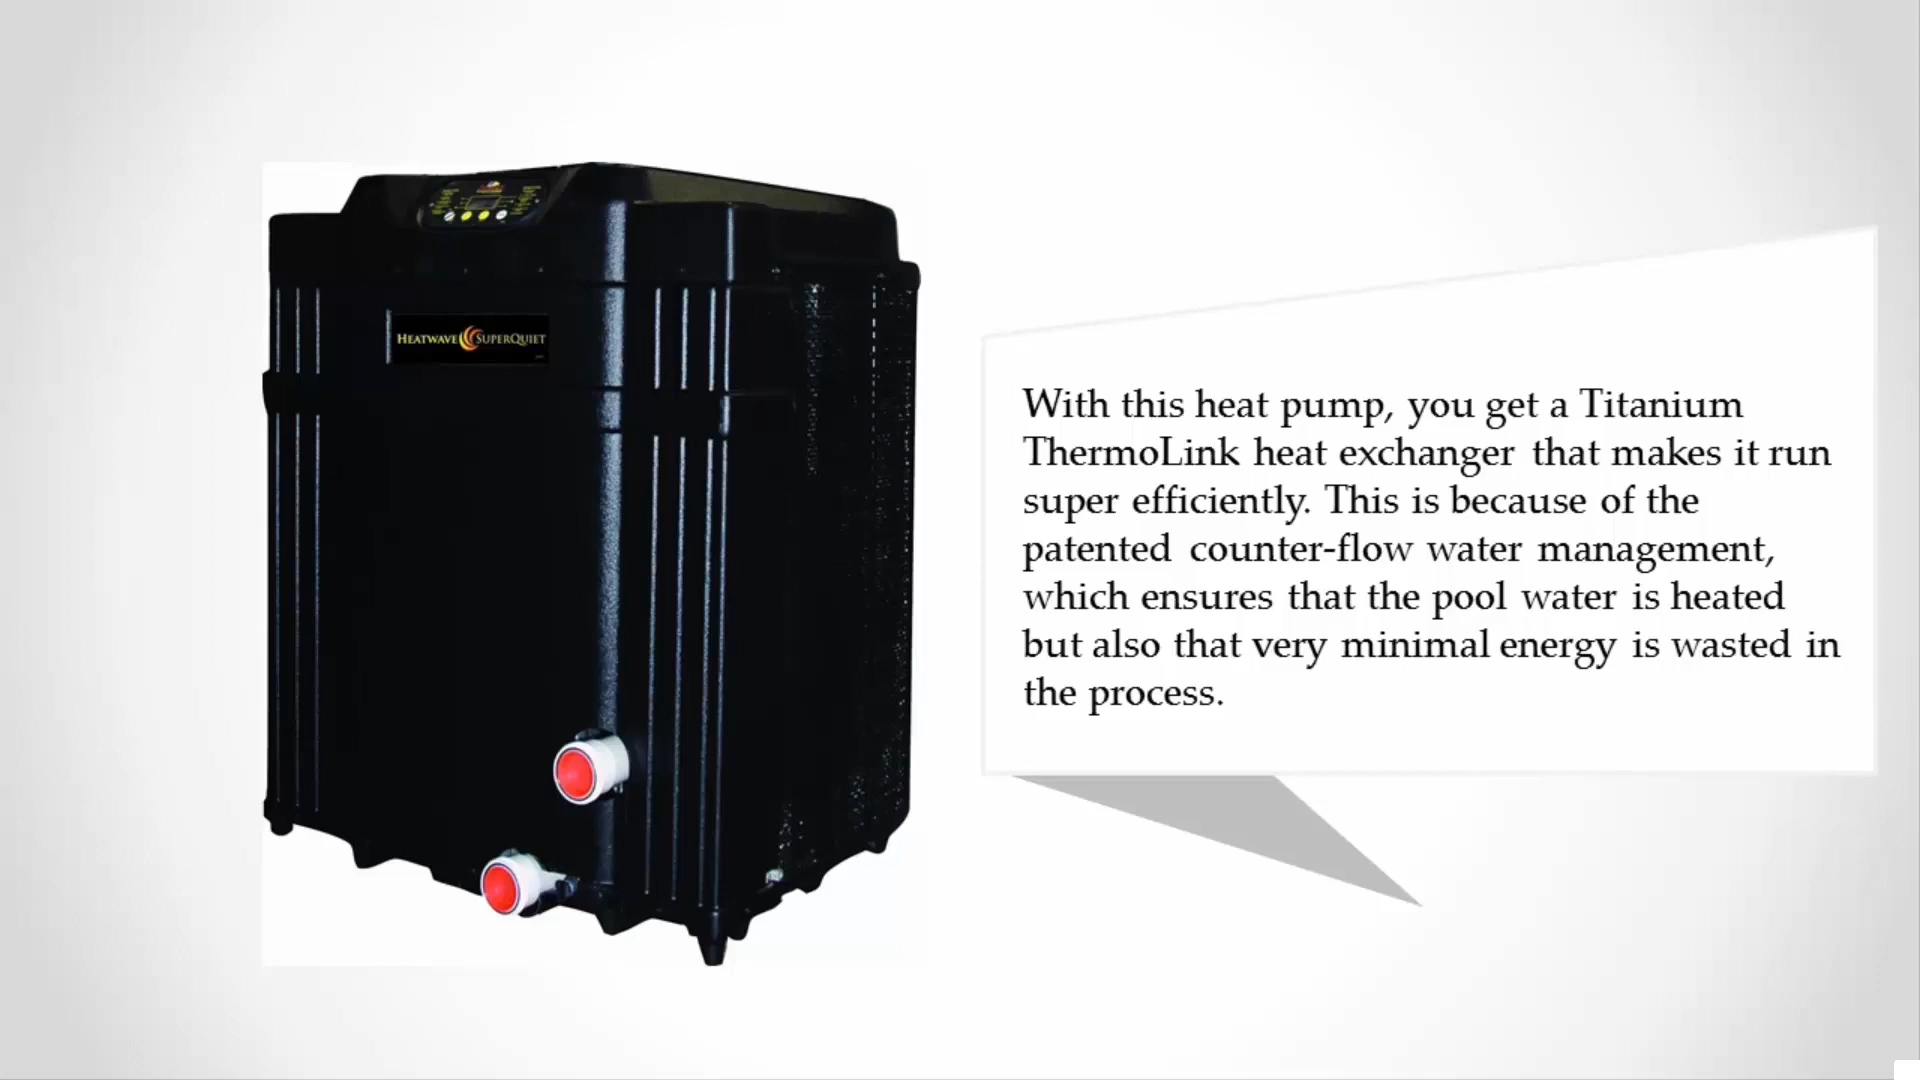 HEATWAVE SUPERQUIET
With this heat pump, you get a Titanium
ThermoLink heat exchanger that makes it run
super efficiently. This is because of the
patented counter-flow water management,
which ensures that the pool water is heated
but also that very minimal energy is wasted in
the process.